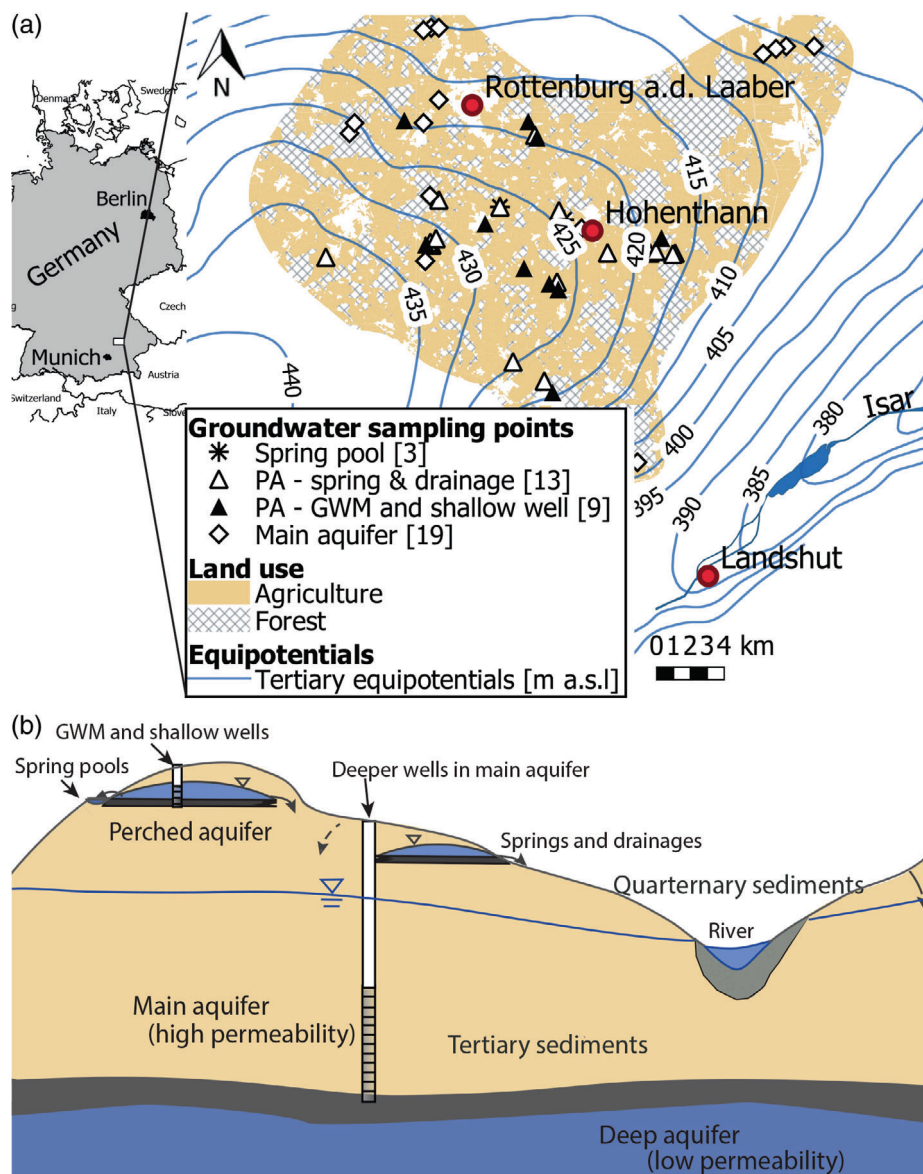 (a)
Denmark
Sweden
Berlin
Germany
Czech
Munich
Austria
Switzerland
Italy
Slove
N
Rottenburg a.d. Laaber
Hohenthann
415
425
420
430
435
410
405
440
400
395
390
385
380
Isar
Landshut
Groundwater sampling points
Spring pool [3]
PA - spring & drainage [13]
PA - GWM and shallow well [9]
Main aquifer [19]
Land use
Agriculture
Forest
Equipotentials
Tertiary equipotentials [m a.s.l]
01234 km
(b)
GWM and shallow wells
Spring pools
Deeper wells in main aquifer
Perched aquifer
Springs and drainages
Quarternary sediments
River
Main aquifer
(high permeability)
Tertiary sediments
Deep aquifer
(low permeability)